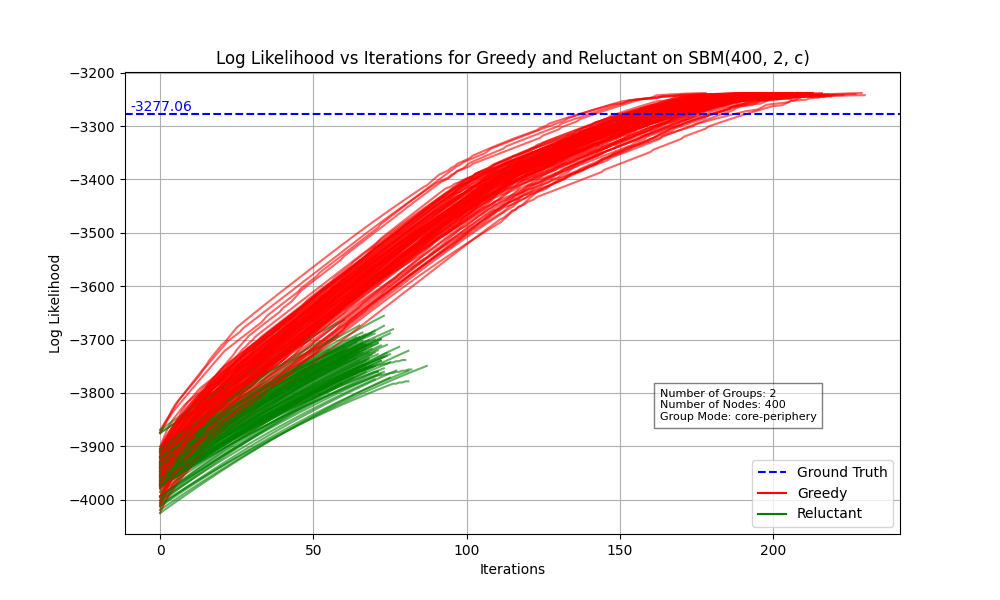 Log Likelihood vs Iterations for Greedy and Reluctant on SBM(400, 2, c)
−3200
−3277.06
−3300
−3400
−3500
−3600
−3700
−3800
−3900
−4000
Log Likelihood
Number of Groups: 2
Number of Nodes: 400
Group Mode: core-periphery
Ground Truth
Greedy
Reluctant
0 50 100 150 200
Iterations